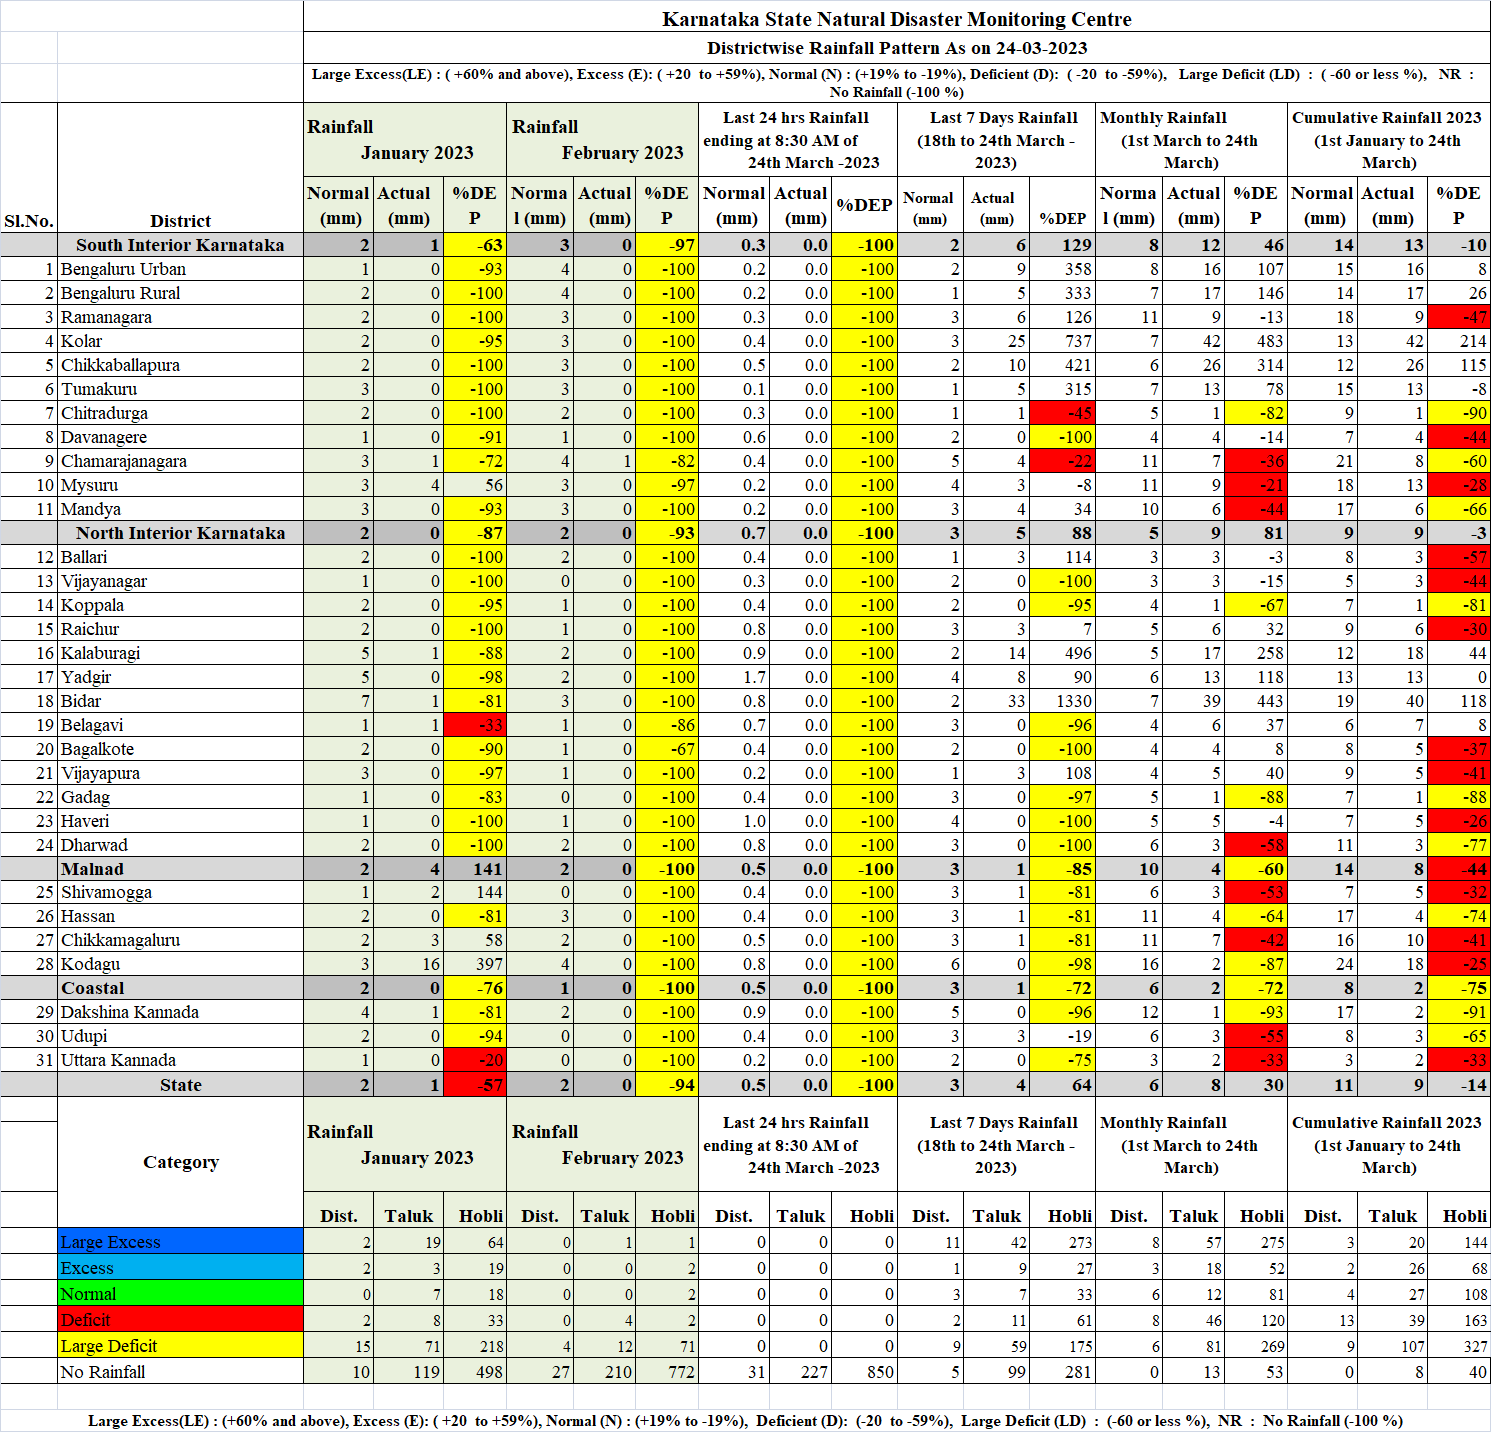 Karnataka State Natural Disaster Monitoring Centre
Districtwise Rainfall Pattern As on 24-03-2023
Large Excess(LE) : ( +60% and above), Excess (E): ( +20 to +59%), Normal (N) : (+19% to -19%), Deficient (D): ( -20 to -59%), Large Deficit (LD) : ( -60 or less %), NR :
No Rainfall (-100 %)
Sl.No. District
Rainfall
January 2023
Rainfall
February 2023
Last 24 hrs Rainfall
ending at 8:30 AM of
24th March -2023
Last 7 Days Rainfall
(18th to 24th March -
2023)
Monthly Rainfall
(1st March to 24th
March)
Cumulative Rainfall 2023
(1st January to 24th
March)
Normal Actual %DE Norma Actual %DE Normal Actual %DEP Normal Actual %DEP Norma Actual %DE Normal Actual %DE
(mm) (mm) P l (mm) (mm) P (mm) (mm) (mm) (mm) l (mm) (mm) P (mm) (mm) P
South Interior Karnataka 2 1 -63 3 0 -97 0.3 0.0 -100 2 6 129 8 12 46 14 13 -10
1 Bengaluru Urban 1 0 -93 4 0 -100 0.2 0.0 -100 2 9 358 8 16 107 15 16 8
2 Bengaluru Rural 2 0 -100 4 0 -100 0.2 0.0 -100 1 5 333 7 17 146 14 17 26
3 Ramanagara 2 0 -100 3 0 -100 0.3 0.0 -100 3 6 126 11 9 -13 18 9 -47
4 Kolar 2 0 -95 3 0 -100 0.4 0.0 -100 3 25 737 7 42 483 13 42 214
5 Chikkaballapura 2 0 -100 3 0 -100 0.5 0.0 -100 2 10 421 6 26 314 12 26 115
6 Tumakuru 3 0 -100 3 0 -100 0.1 0.0 -100 1 5 315 7 13 78 15 13 -8
7 Chitradurga 2 0 -100 2 0 -100 0.3 0.0 -100 1 1 -45 5 1 -82 9 1 -90
8 Davanagere 1 0 -91 1 0 -100 0.6 0.0 -100 2 0 -100 4 4 -14 7 4 -44
9 Chamarajanagara 3 1 -72 4 1 -82 0.4 0.0 -100 5 4 -22 11 7 -36 21 8 -60
10 Mysuru 3 4 56 3 0 -97 0.2 0.0 -100 4 3 -8 11 9 -21 18 13 -28
11 Mandya 3 0 -93 3 0 -100 0.2 0.0 -100 3 4 34 10 6 -44 17 6 -66
North Interior Karnataka 2 0 -87 2 0 -93 0.7 0.0 -100 3 5 88 5 9 81 9 9 -3
12 Ballari 2 0 -100 2 0 -100 0.4 0.0 -100 1 3 114 3 3 -3 8 3 -57
13 Vijayanagar 1 0 -100 0 0 -100 0.3 0.0 -100 2 0 -100 3 3 -15 5 3 -44
14 Koppala 2 0 -95 1 0 -100 0.4 0.0 -100 2 0 -95 4 1 -67 7 1 -81
15 Raichur 2 0 -100 1 0 -100 0.8 0.0 -100 3 3 7 5 6 32 9 6 -30
16 Kalaburagi 5 1 -88 2 0 -100 0.9 0.0 -100 2 14 496 5 17 258 12 18 44
17 Yadgir 5 0 -98 2 0 -100 1.7 0.0 -100 4 8 90 6 13 118 13 13 0
18 Bidar 7 1 -81 3 0 -100 0.8 0.0 -100 2 33 1330 7 39 443 19 40 118
19 Belagavi 1 1 -33 1 0 -86 0.7 0.0 -100 3 0 -96 4 6 37 6 7 8
20 Bagalkote 2 0 -90 1 0 -67 0.4 0.0 -100 2 0 -100 4 4 8 8 5 -37
21 Vijayapura 3 0 -97 1 0 -100 0.2 0.0 -100 1 3 108 4 5 40 9 5 -41
22 Gadag 1 0 -83 0 0 -100 0.4 0.0 -100 3 0 -97 5 1 -88 7 1 -88
23 Haveri 1 0 -100 1 0 -100 1.0 0.0 -100 4 0 -100 5 5 -4 7 5 -26
24 Dharwad 2 0 -100 2 0 -100 0.8 0.0 -100 3 0 -100 6 3 -58 11 3 -77
Malnad 2 4 141 2 0 -100 0.5 0.0 -100 3 1 -85 10 4 -60 14 8 -44
25 Shivamogga 1 2 144 0 0 -100 0.4 0.0 -100 3 1 -81 6 3 -53 7 5 -32
26 Hassan 2 0 -81 3 0 -100 0.4 0.0 -100 3 1 -81 11 4 -64 17 4 -74
27 Chikkamagaluru 2 3 58 2 0 -100 0.5 0.0 -100 3 1 -81 11 7 -42 16 10 -41
28 Kodagu 3 16 397 4 0 -100 0.8 0.0 -100 6 0 -98 16 2 -87 24 18 -25
Coastal 2 0 -76 1 0 -100 0.5 0.0 -100 3 1 -72 6 2 -72 8 2 -75
29 Dakshina Kannada 4 1 -81 2 0 -100 0.9 0.0 -100 5 0 -96 12 1 -93 17 2 -91
30 Udupi 2 0 -94 0 0 -100 0.4 0.0 -100 3 3 -19 6 3 -55 8 3 -65
31 Uttara Kannada 1 0 -20 0 0 -100 0.2 0.0 -100 2 0 -75 3 2 -33 3 2 -33
State 2 1 -57 2 0 -94 0.5 0.0 -100 3 4 64 6 8 30 11 9 -14
Category
Rainfall
January 2023
Rainfall
February 2023
Last 24 hrs Rainfall
ending at 8:30 AM of
24th March -2023
Last 7 Days Rainfall
(18th to 24th March -
2023)
Monthly Rainfall
(1st March to 24th
March)
Cumulative Rainfall 2023
(1st January to 24th
March)
Dist. Taluk Hobli Dist. Taluk Hobli Dist. Taluk Hobli Dist. Taluk Hobli Dist. Taluk Hobli Dist. Taluk Hobli
Large Excess 2 19 64 0 1 1 0 0 0 11 42 273 8 57 275 3 20 144
Excess 2 3 19 0 0 2 0 0 0 1 9 27 3 18 52 2 26 68
Normal 0 7 18 0 0 2 0 0 0 3 7 33 6 12 81 4 27 108
Deficit 2 8 33 0 4 2 0 0 0 2 11 61 8 46 120 13 39 163
Large Deficit 15 71 218 4 12 71 0 0 0 9 59 175 6 81 269 9 107 327
No Rainfall 10 119 498 27 210 772 31 227 850 5 99 281 0 13 53 0 8 40
Large Excess(LE) : (+60% and above), Excess (E): ( +20 to +59%), Normal (N) : (+19% to -19%), Deficient (D): (-20 to -59%), Large Deficit (LD) : (-60 or less %), NR : No Rainfall (-100 %)